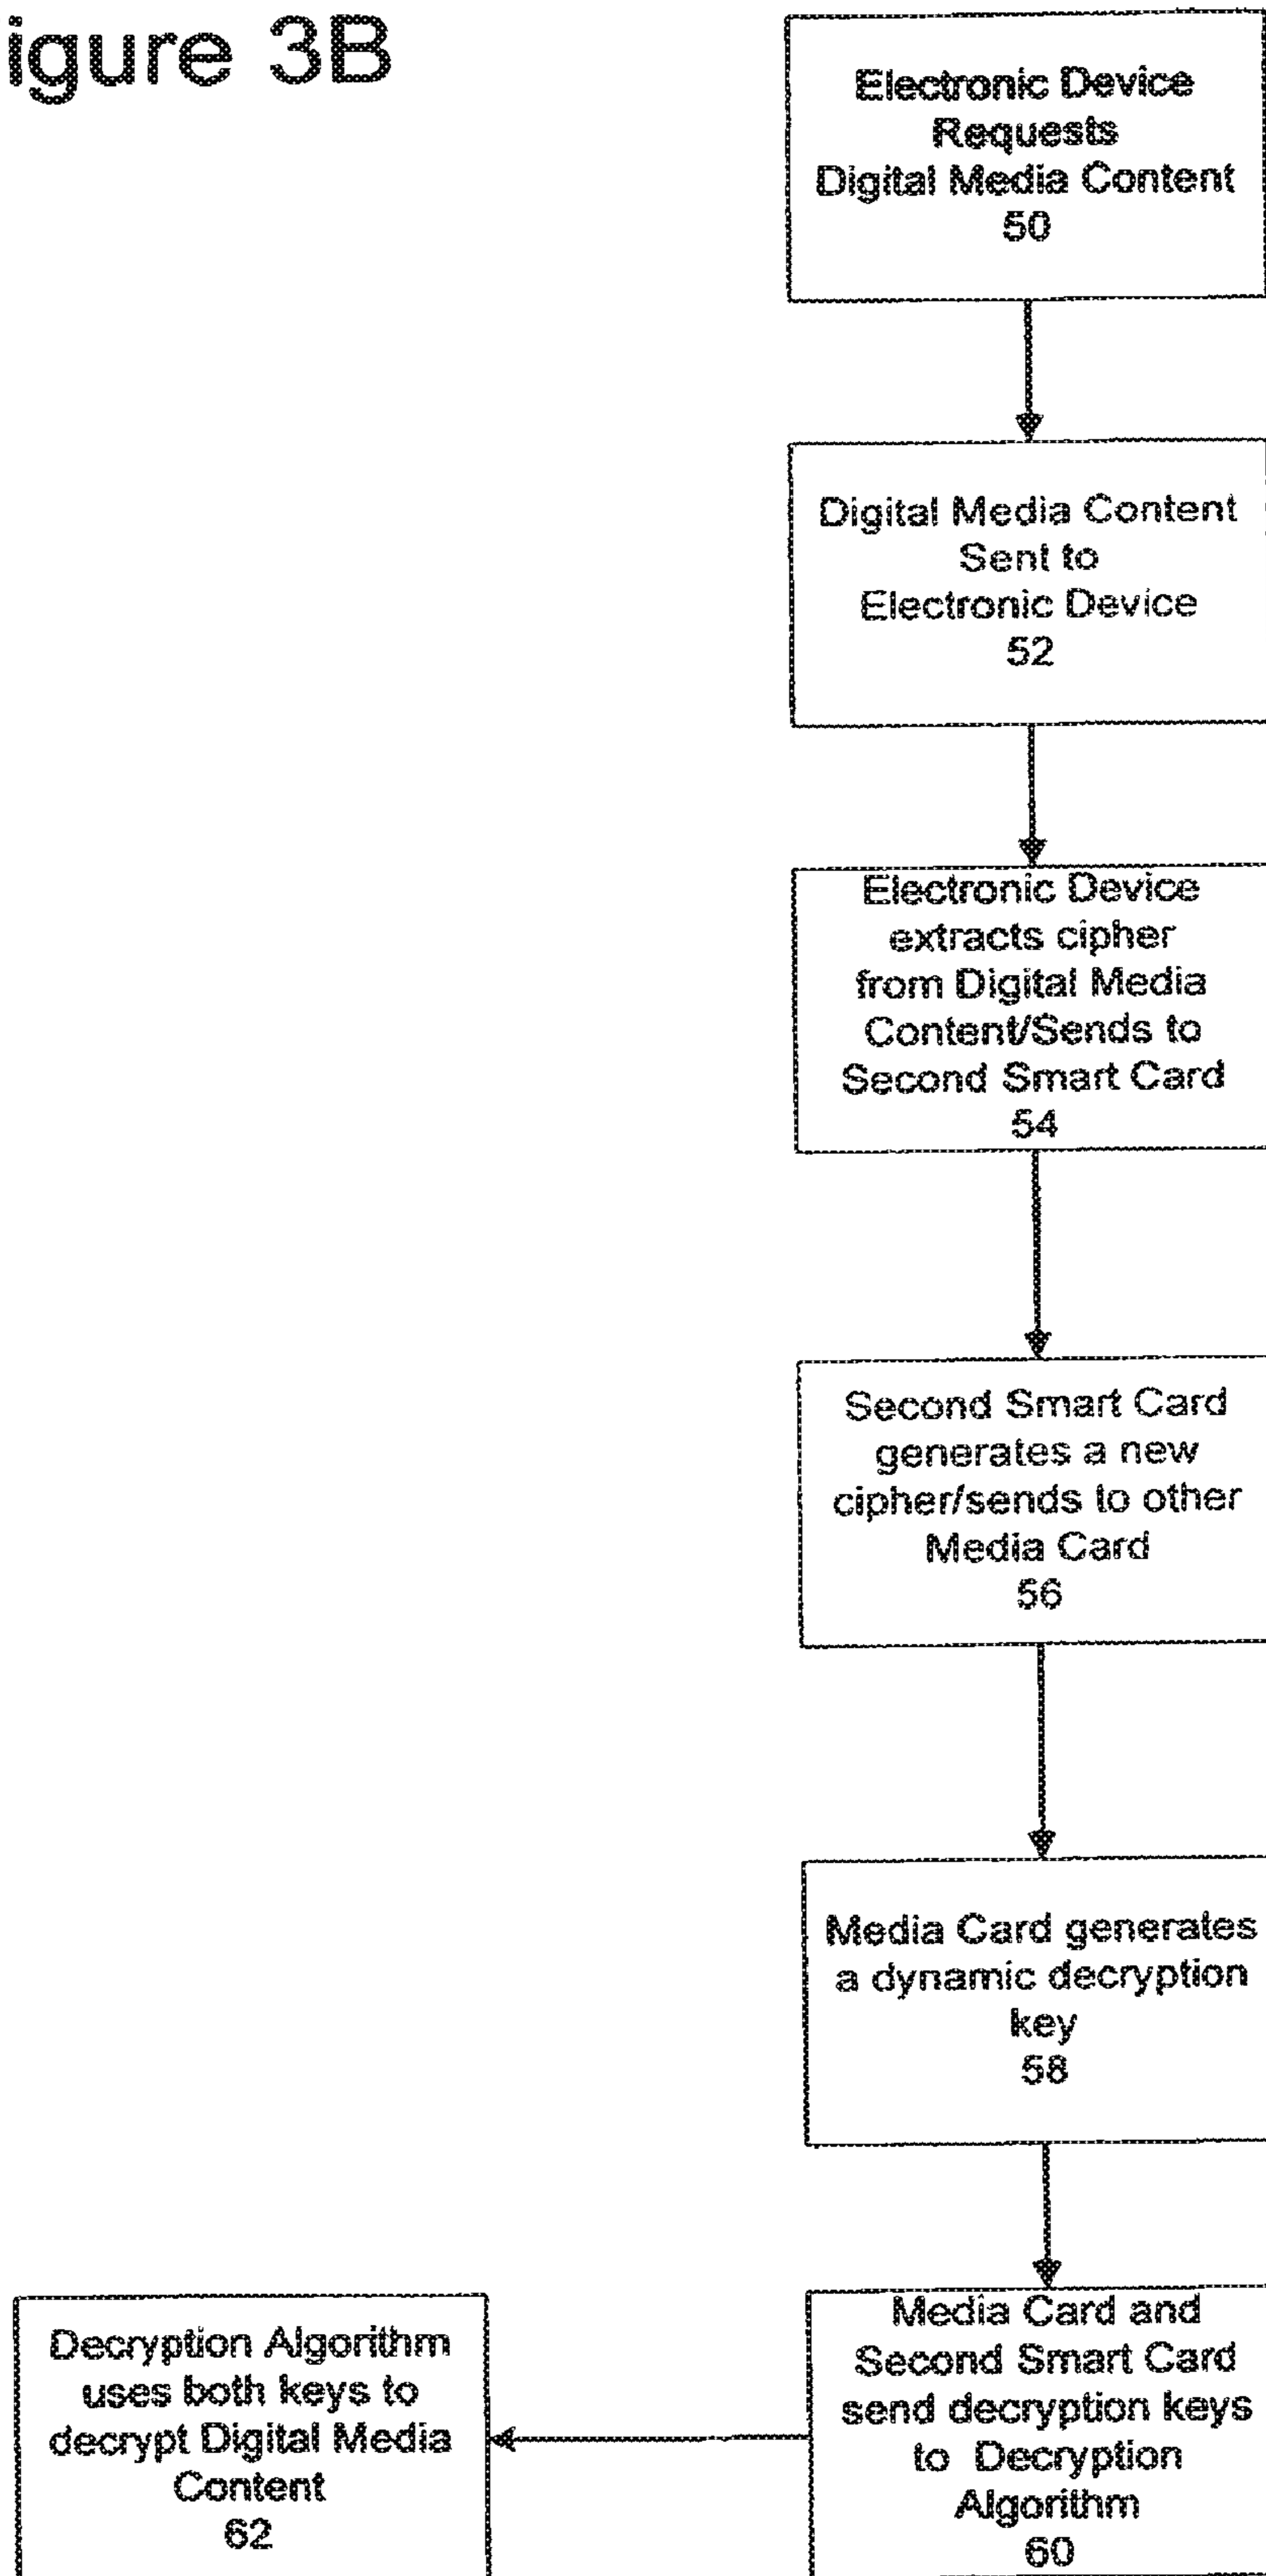 igure 3B
Electronic Device
Requests
Digital Media Content
50
Digital Media Content
Sent to
Electronic Device
52
Electronic Device
extracts cipher
from Digital Media
Content/Sends to
Second Smart Card
54
Second Smart Card
generates a new
cipher/sends to other
Media Card
56
Media Card generates
a dynamic decryption
key
58
Media Card and
Second Smart Card
send decryption keys
to Decryption
Algorithm
60
Decryption Algorithm
uses both keys to
decrypt Digital Media
Content
62